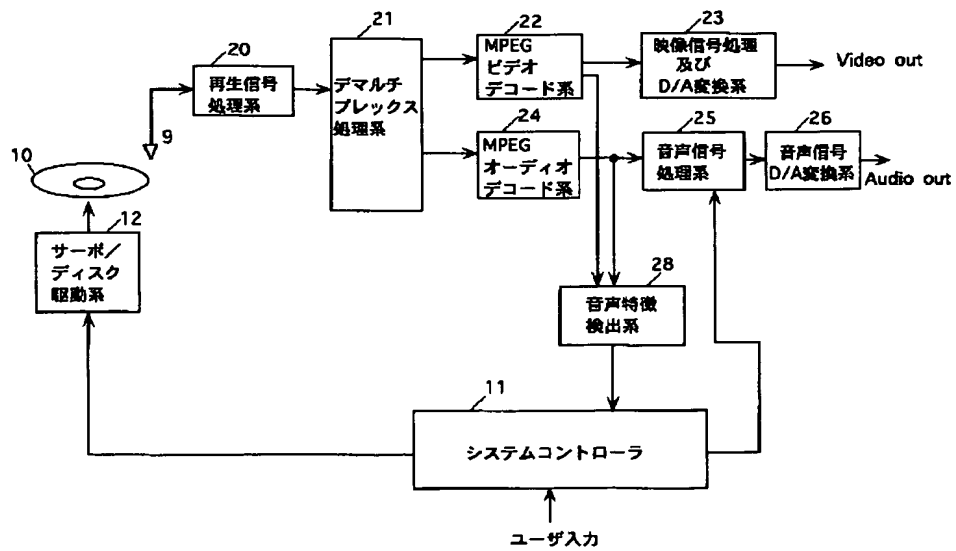 20
再生信号
処理系
21
デマルチ
プレックス
処理系
22
MPEG
ビデオ
デコード系
23
映像信号処理
及び
D/A変換系
Video out
24
MPEG
オーディオ
デコード系
25
音声信号
処理系
26
音声信号
D/A変換系
Audio out
9
10
12
サーボ/
ディスク
駆動系
28
音声特徴
検出系
11
システムコントローラ
ユーザ入力